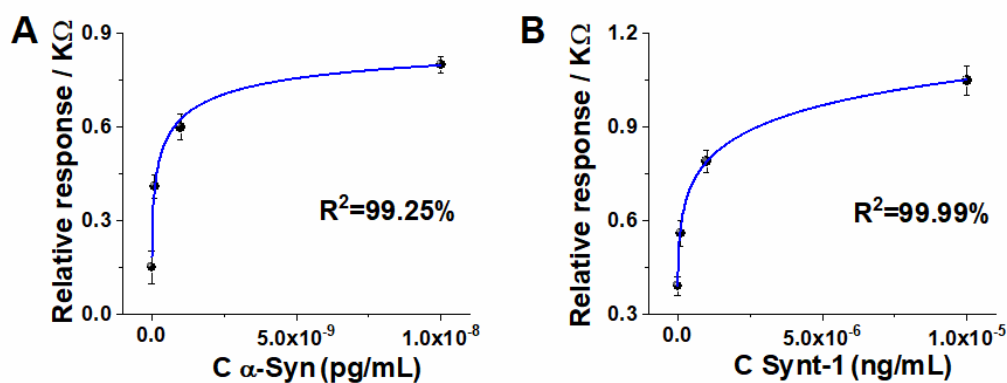 A
Relative response / KΩ
0.9
0.6
0.3
0.0
R²=99.25%
0.0
5.0x10⁻⁹
1.0x10⁻⁸
C α-Syn (pg/mL)
B
Relative response / KΩ
1.2
0.9
0.6
0.3
R²=99.99%
0.0
5.0x10⁻⁶
1.0x10⁻⁵
C Synt-1 (ng/mL)